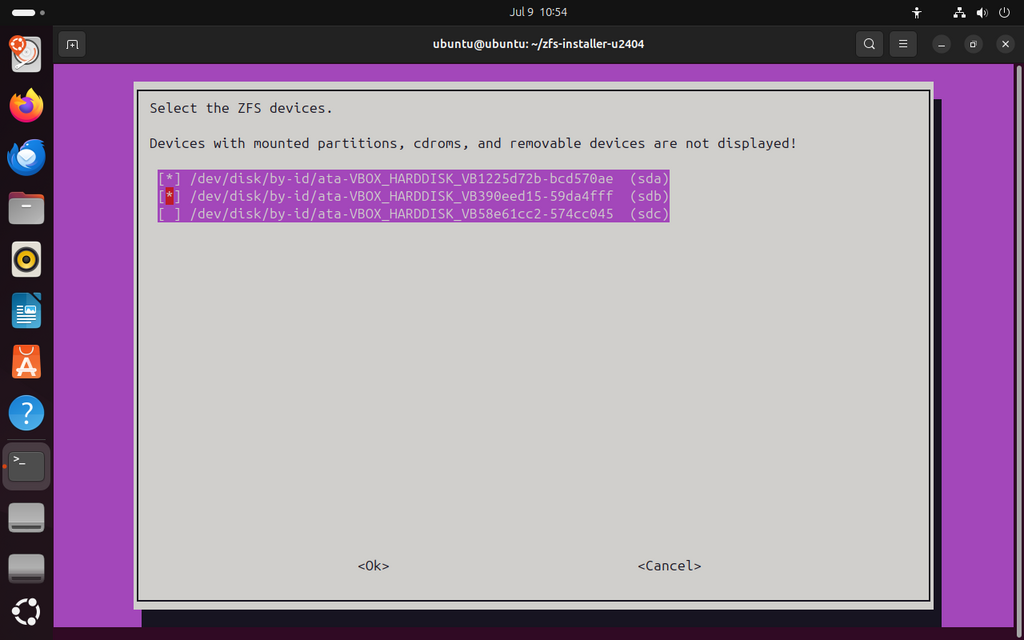 Jul 9 10:54
ubuntu@ubuntu: ~/zfs-installer-u2404
Select the ZFS devices.
Devices with mounted partitions, cdroms, and removable devices are not displayed!
[*] /dev/disk/by-id/ata-VBOX_HARDDISK_VB1225d72b-bcd570ae (sda)
[*] /dev/disk/by-id/ata-VBOX_HARDDISK_VB390eed15-59da4fff (sdb)
[ ] /dev/disk/by-id/ata-VBOX_HARDDISK_VB58e61cc2-574cc045 (sdc)
<Ok> <Cancel>